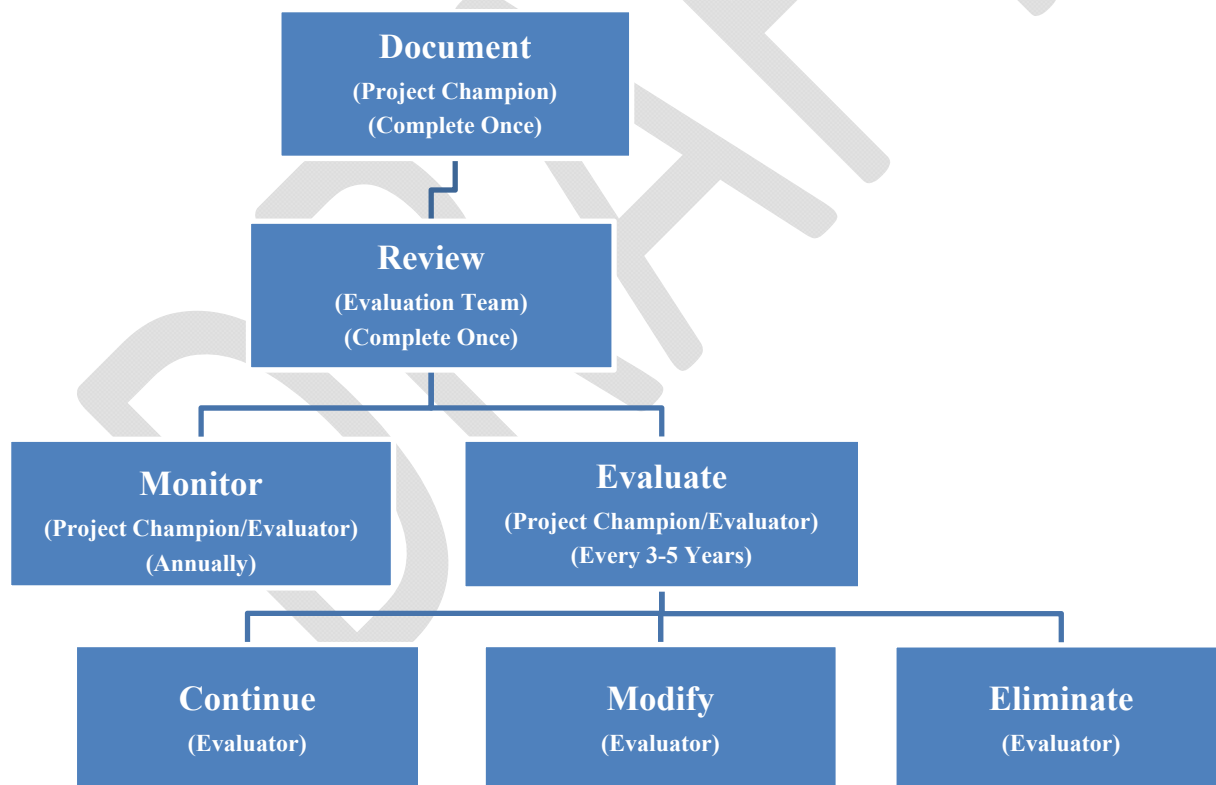 Document
(Project Champion)
(Complete Once)
Review
(Evaluation Team)
(Complete Once)
Monitor
(Project Champion/Evaluator)
(Annually)
Evaluate
(Project Champion/Evaluator)
(Every 3-5 Years)
Continue
(Evaluator)
Modify
(Evaluator)
Eliminate
(Evaluator)